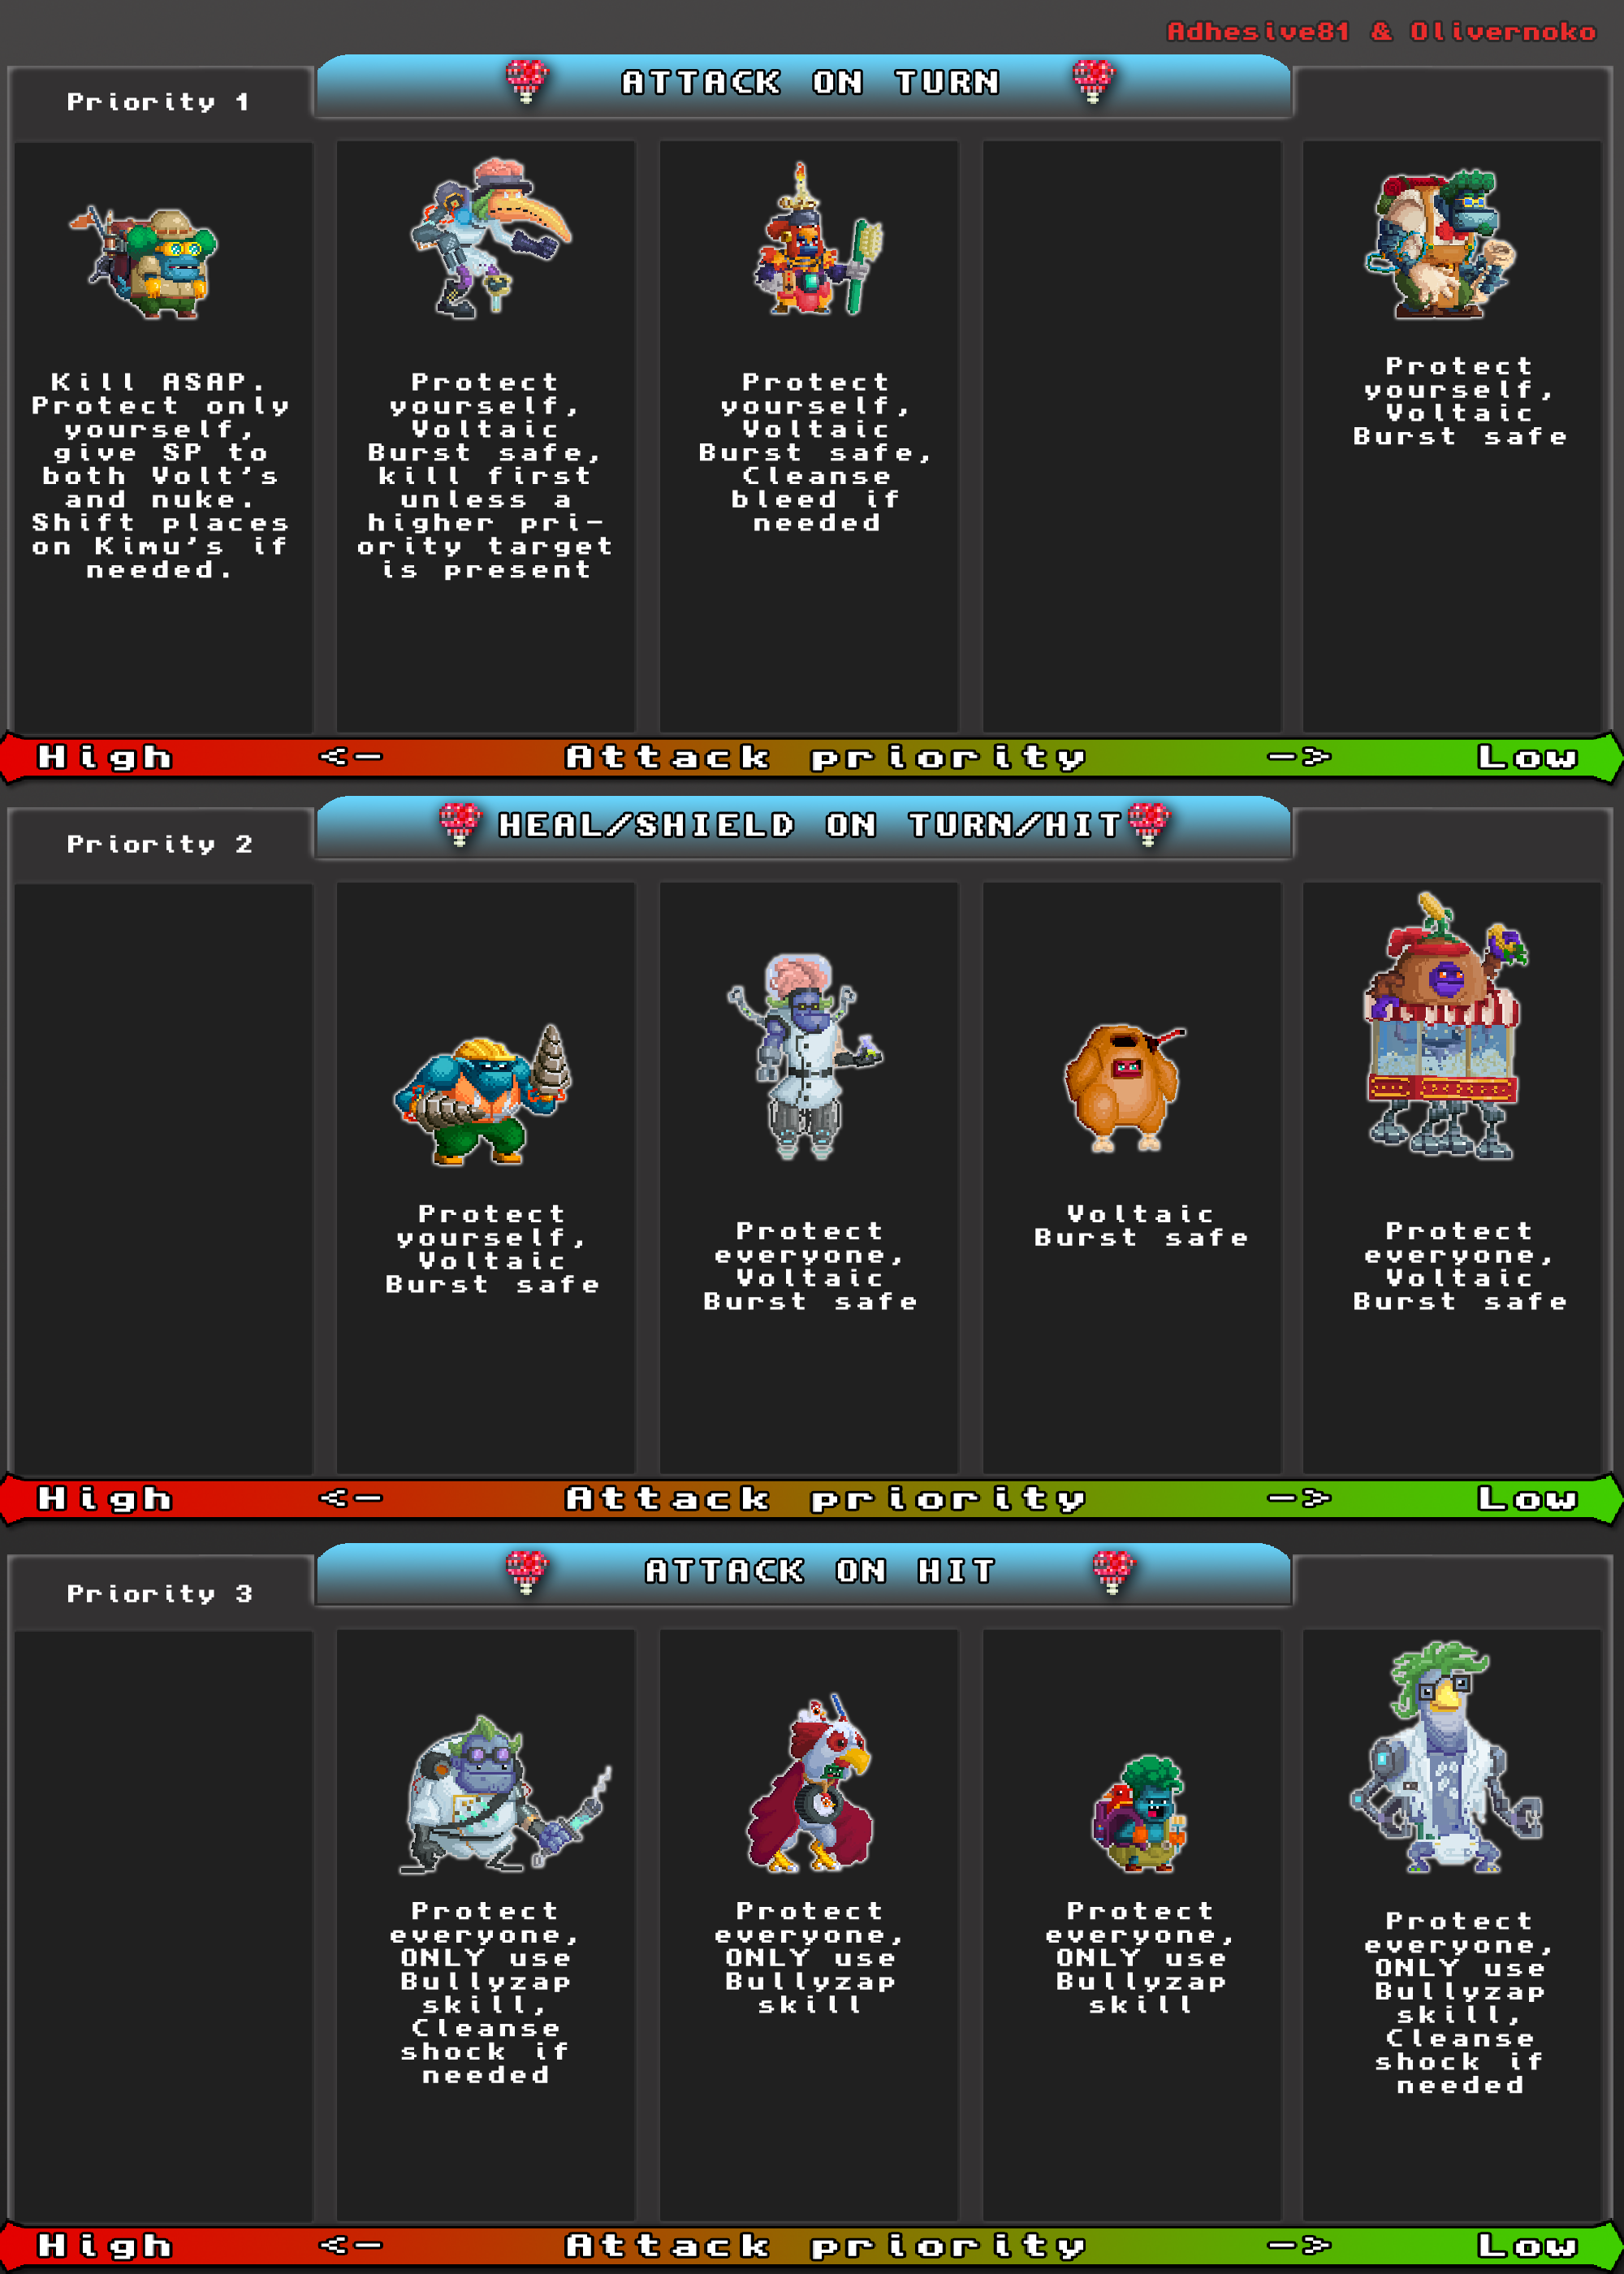 Adhesive81 & Olivernoko
Priority 1
ATTACK ON TURN
Kill ASAP.
Protect only
yourself,
give SP to
both Volt's
and nuke.
Shift places
on Kimu's if
needed.
Protect
yourself,
Voltaic
Burst safe,
kill first
unless a
higher pri-
ority target
is present
Protect
yourself,
Voltaic
Burst safe,
Cleanse
bleed if
needed
Protect
yourself,
Voltaic
Burst safe
High <- Attack priority -> Low
Priority 2
HEAL/SHIELD ON TURN/HIT
Protect
yourself,
Voltaic
Burst safe
Protect
everyone,
Voltaic
Burst safe
Voltaic
Burst safe
Protect
everyone,
Voltaic
Burst safe
High <- Attack priority -> Low
Priority 3
ATTACK ON HIT
Protect
everyone,
ONLY use
Bullyzap
skill,
Cleanse
shock if
needed
Protect
everyone,
ONLY use
Bullyzap
skill
Protect
everyone,
ONLY use
Bullyzap
skill
Protect
everyone,
ONLY use
Bullyzap
skill,
Cleanse
shock if
needed
High <- Attack priority -> Low